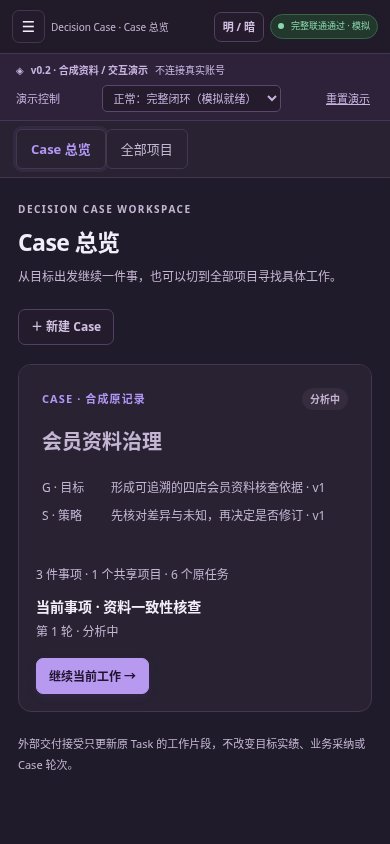 ☰ Decision Case · Case 总览 明 / 暗 完整联通通过 · 模拟
◈ v0.2 · 合成资料 / 交互演示 不连接真实账号
演示控制 正常：完整闭环（模拟就绪） 重置演示
Case 总览 全部项目
DECISION CASE WORKSPACE
Case 总览
从目标出发继续一件事，也可以切到全部项目寻找具体工作。
＋ 新建 Case
CASE · 合成原记录 分析中
会员资料治理
G · 目标 形成可追溯的四店会员资料核查依据 · v1
S · 策略 先核对差异与未知，再决定是否修订 · v1
3 件事项 · 1 个共享项目 · 6 个原任务
当前事项 · 资料一致性核查
第 1 轮 · 分析中
继续当前工作 →
外部交付接受只更新原 Task 的工作片段，不改变目标实绩、业务采纳或
Case 轮次。